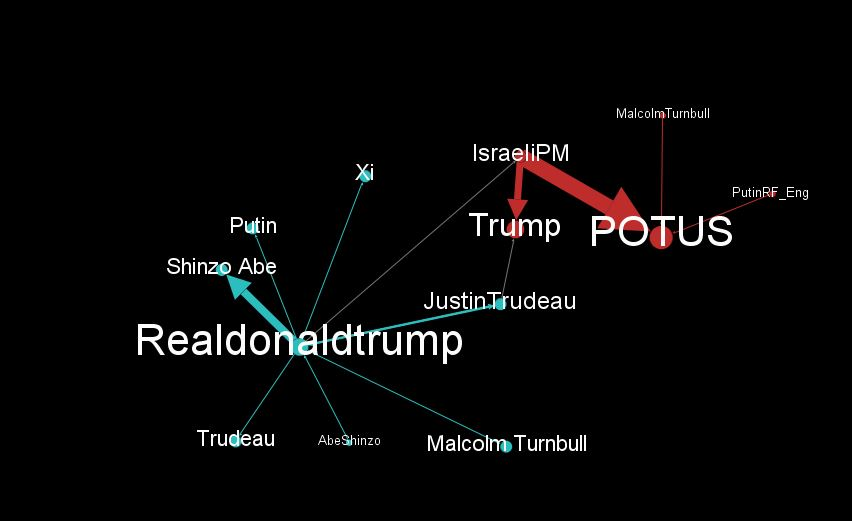 MalcolmTurnbull
IsraeliPM
Xi
PutinRF_Eng
Putin
Trump
POTUS
Shinzo Abe
JustinTrudeau
Realdonaldtrump
Trudeau
AbeShinzo
Malcolm Turnbull